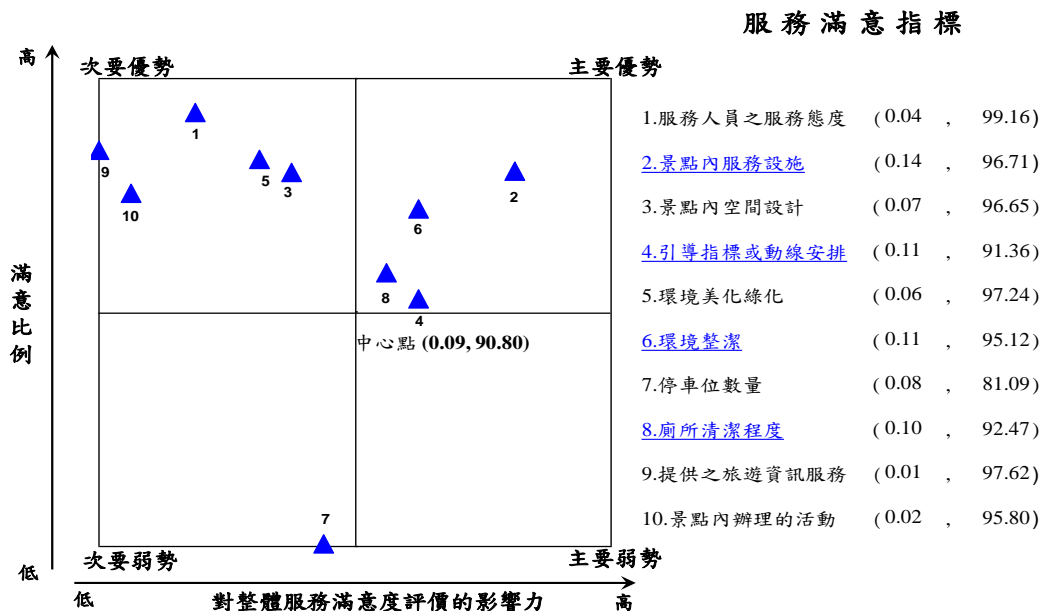 服務滿意指標
高
次要優勢
主要優勢
1
9
10
5
3
2
6
8
4
中心點 (0.09, 90.80)
滿意比例
7
次要弱勢
主要弱勢
低
低
對整體服務滿意度評價的影響力
高
1.服務人員之服務態度 (0.04 , 99.16)
2.景點內服務設施 (0.14 , 96.71)
3.景點內空間設計 (0.07 , 96.65)
4.引導指標或動線安排 (0.11 , 91.36)
5.環境美化綠化 (0.06 , 97.24)
6.環境整潔 (0.11 , 95.12)
7.停車位數量 (0.08 , 81.09)
8.廁所清潔程度 (0.10 , 92.47)
9.提供之旅遊資訊服務 (0.01 , 97.62)
10.景點內辦理的活動 (0.02 , 95.80)